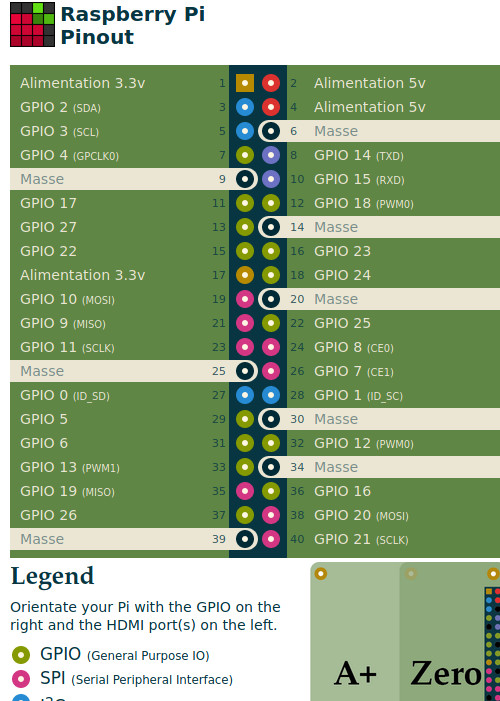 Raspberry Pi
Pinout
Alimentation 3.3v 1 2 Alimentation 5v
GPIO 2 (SDA) 3 4 Alimentation 5v
GPIO 3 (SCL) 5 6 Masse
GPIO 4 (GPCLK0) 7 8 GPIO 14 (TXD)
Masse 9 10 GPIO 15 (RXD)
GPIO 17 11 12 GPIO 18 (PWM0)
GPIO 27 13 14 Masse
GPIO 22 15 16 GPIO 23
Alimentation 3.3v 17 18 GPIO 24
GPIO 10 (MOSI) 19 20 Masse
GPIO 9 (MISO) 21 22 GPIO 25
GPIO 11 (SCLK) 23 24 GPIO 8 (CE0)
Masse 25 26 GPIO 7 (CE1)
GPIO 0 (ID_SD) 27 28 GPIO 1 (ID_SC)
GPIO 5 29 30 Masse
GPIO 6 31 32 GPIO 12 (PWM0)
GPIO 13 (PWM1) 33 34 Masse
GPIO 19 (MISO) 35 36 GPIO 16
GPIO 26 37 38 GPIO 20 (MOSI)
Masse 39 40 GPIO 21 (SCLK)
Legend
Orientate your Pi with the GPIO on the
right and the HDMI port(s) on the left.
GPIO (General Purpose IO)
SPI (Serial Peripheral Interface)
A+ Zero